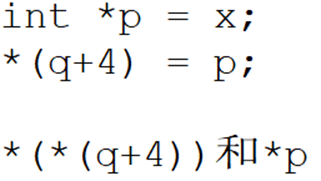 int *p = x;
*(q+4) = p;
*(*(q+4))和*p